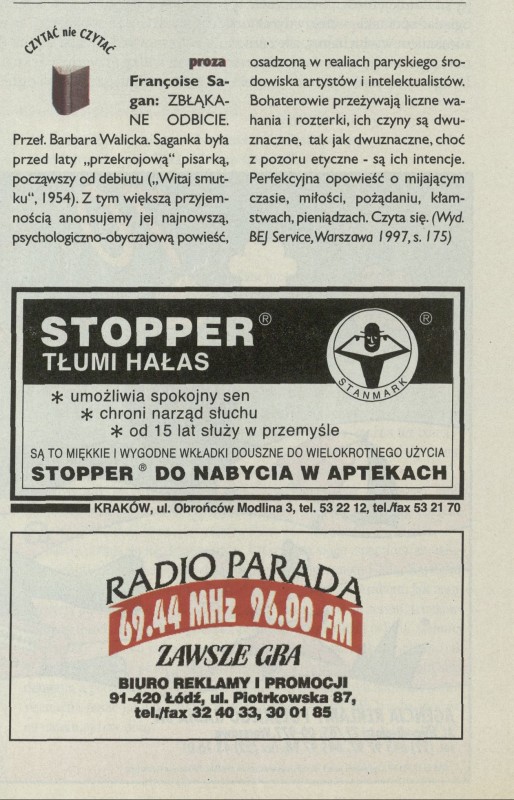 CZYTAĆ nie CZYTAĆ
proza
Françoise Sa-
gan: ZBŁĄKA-
NE ODBICIE.
Przeł. Barbara Walicka. Saganka była
przed laty „przekrojową” pisarką,
począwszy od debiutu („Witaj smut-
ku”, 1954). Z tym większą przyjem-
nością anonsujemy jej najnowszą,
psychologiczno-obyczajową powieść,
osadzoną w realiach paryskiego śro-
dowiska artystów i intelektualistów.
Bohaterowie przeżywają liczne wa-
hania i rozterki, ich czyny są dwu-
znaczne, tak jak dwuznaczne, choć
z pozoru etyczne - są ich intencje.
Perfekcyjna opowieść o mijającym
czasie, miłości, pożądaniu, kłam-
stwach, pieniądzach. Czyta się. (Wyd.
BEJ Service, Warszawa 1997, s. 175)
STOPPER®
TŁUMI HAŁAS
®
STANMARK
* umożliwia spokojny sen
* chroni narząd słuchu
* od 15 lat służy w przemyśle
SĄ TO MIĘKKIE I WYGODNE WKŁADKI DOUSZNE DO WIELOKROTNEGO UŻYCIA
STOPPER® DO NABYCIA W APTEKACH
KRAKÓW, ul. Obrońców Modlina 3, tel. 53 22 12, tel./fax 53 21 70
RADIO PARADA
69.44 MHz 96.00 FM
ZAWSZE GRA
BIURO REKLAMY I PROMOCJI
91-420 Łódź, ul. Piotrkowska 87,
tel./fax 32 40 33, 30 01 85